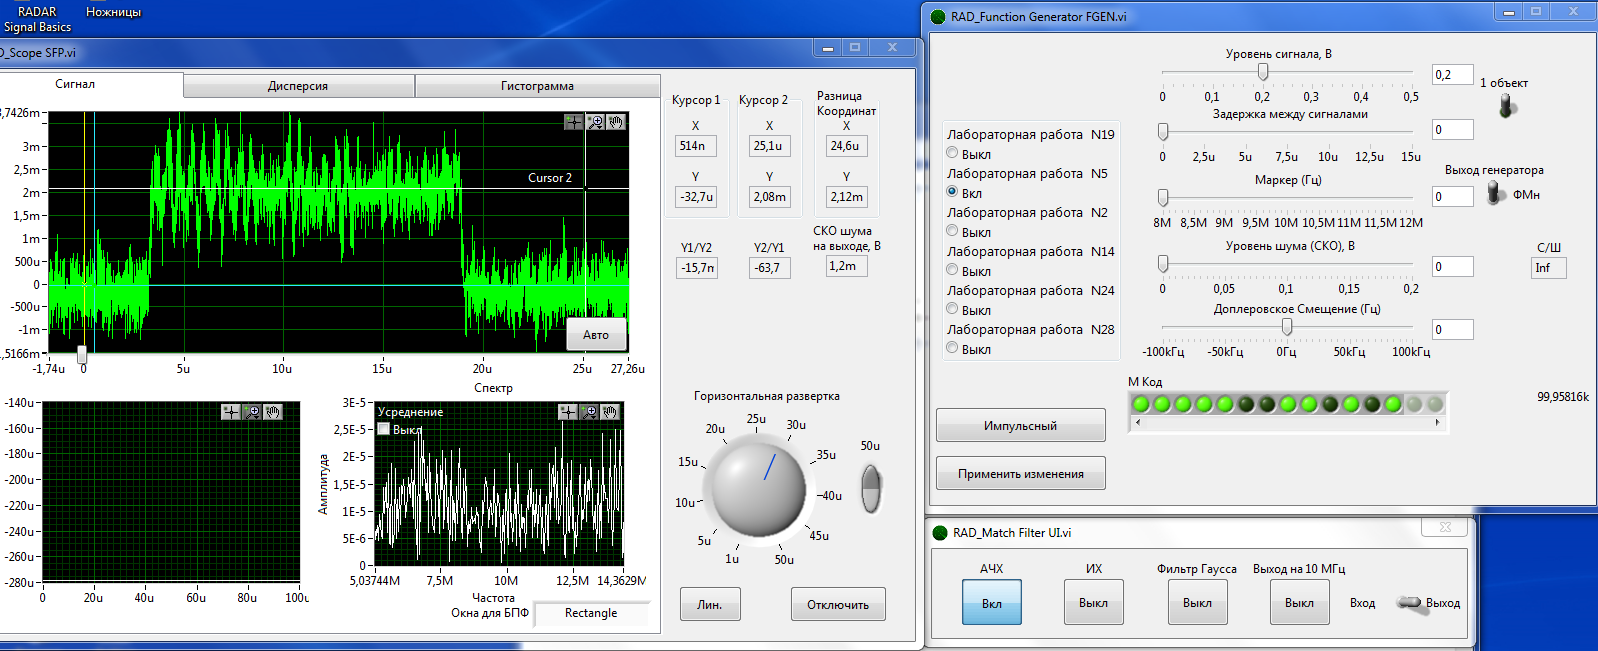 RADAR
Signal Basics
Ножницы
D_Scope SFP.vi
Сигнал
Дисперсия
Гистограмма
3,7426m
3m
2,5m
2m
1,5m
1m
500u
0
-500u
-1m
1,5166m
Cursor 2
Авто
-1,74u 0 5u 10u 15u 20u 25u 27,26u
Спектр
-140u
-160u
-180u
-200u
-220u
-240u
-260u
-280u
0 20u 40u 60u 80u 100u
Усреднение
Выкл
Амплитуда
3E-5
2,5E-5
2E-5
1,5E-5
1E-5
5E-6
0
5,03744M 7,5M 10M 12,5M 14,3629M
Частота
Окна для БПФ Rectangle
Курсор 1
X
514n
Y
-32,7u
Курсор 2
X
25,1u
Y
2,08m
Разница
Координат
X
24,6u
Y
2,12m
Y1/Y2
-15,7m
Y2/Y1
-63,7
СКО шума
на выходе, В
1,2m
Горизонтальная развертка
1u
5u
10u
15u
20u
25u
30u
35u
40u
45u
50u
50u
Лин.
Отключить
RAD_Function Generator FGEN.vi
Лабораторная работа N19
Выкл
Лабораторная работа N5
Вкл
Лабораторная работа N2
Выкл
Лабораторная работа N14
Выкл
Лабораторная работа N24
Выкл
Лабораторная работа N28
Выкл
Импульсный
Применить изменения
Уровень сигнала, В
0,2
0 0,1 0,2 0,3 0,4 0,5
1 объект
Задержка между сигналами
0
0 2,5u 5u 7,5u 10u 12,5u 15u
Маркер (Гц)
0
8M 8,5M 9M 9,5M 10M 10,5M 11M 11,5M 12M
Выход генератора
ФМн
Уровень шума (СКО), В
0
0 0,05 0,1 0,15 0,2
С/Ш
Inf
Доплеровское Смещение (Гц)
0
-100кГц -50кГц 0Гц 50кГц 100кГц
М Код
99,95816k
RAD_Match Filter UI.vi
АЧХ
Вкл
ИХ
Выкл
Фильтр Гаусса
Выкл
Выход на 10 МГц
Выкл
Вход
Выход